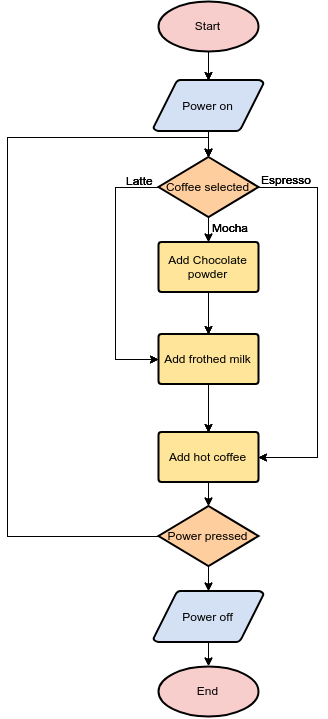 Start
Power on
Latte
Coffee selected
Espresso
Mocha
Add Chocolate
powder
Add frothed milk
Add hot coffee
Power pressed
Power off
End